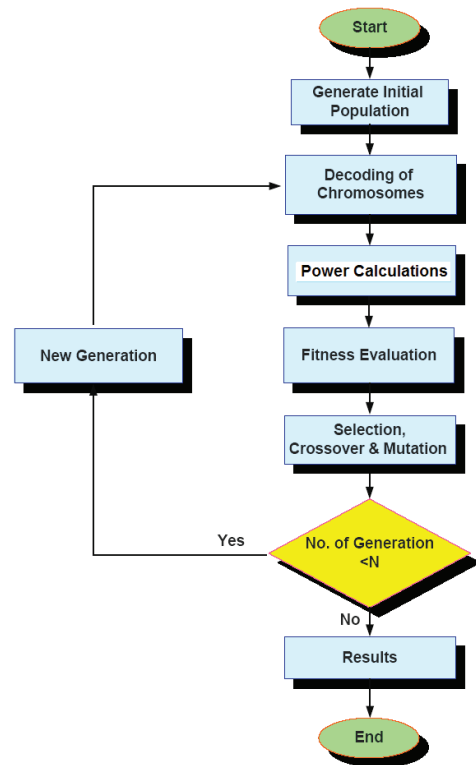 Start
Generate Initial
Population
Decoding of
Chromosomes
Power Calculations
New Generation
Fitness Evaluation
Selection,
Crossover & Mutation
Yes
No. of Generation
<N
No
Results
End